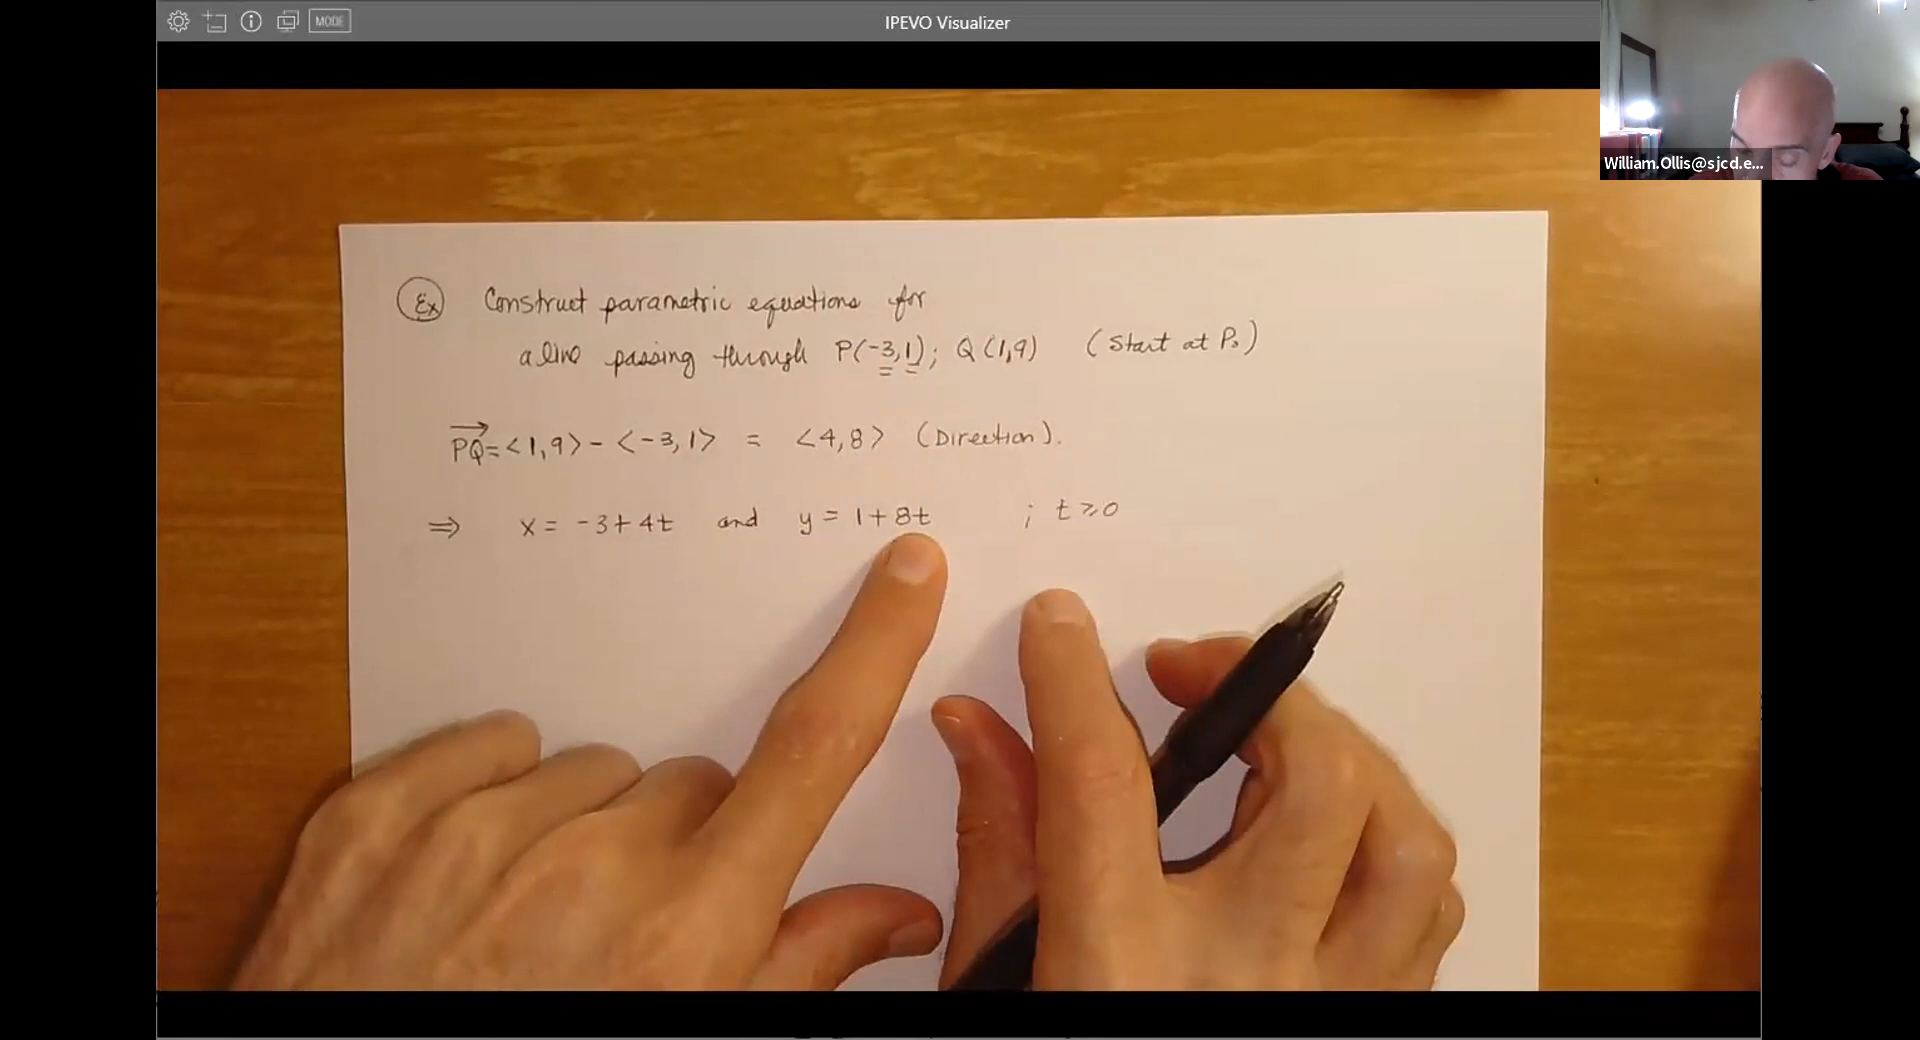 MODE
IPEVO Visualizer
William.Ollis@sjcd.e...
Ex Construct parametric equations for
a line passing through P(-3,1); Q(1,9) (Start at P.)
PQ = <1,9> - <-3,1> = <4,8> (Direction).
⇒ x = -3+4t and y = 1+8t ; t ≥ 0